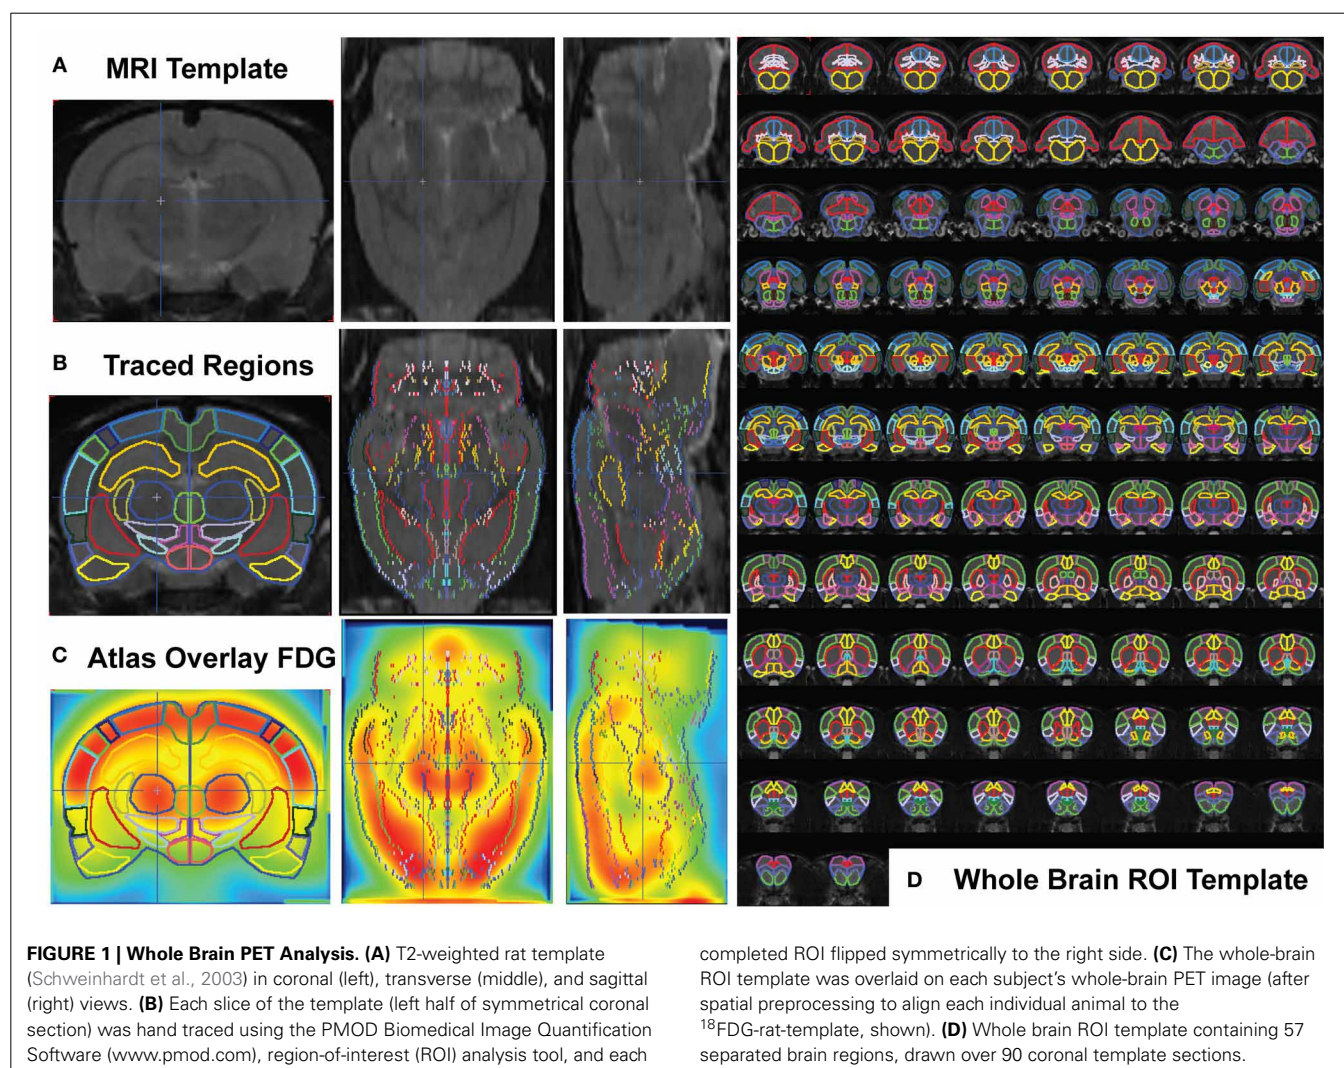 A MRI Template
B Traced Regions
C Atlas Overlay FDG
D Whole Brain ROI Template
FIGURE 1 | Whole Brain PET Analysis. (A) T2-weighted rat template
(Schweinhardt et al., 2003) in coronal (left), transverse (middle), and sagittal
(right) views. (B) Each slice of the template (left half of symmetrical coronal
section) was hand traced using the PMOD Biomedical Image Quantification
Software (www.pmod.com), region-of-interest (ROI) analysis tool, and each
completed ROI flipped symmetrically to the right side. (C) The whole-brain
ROI template was overlaid on each subject's whole-brain PET image (after
spatial preprocessing to align each individual animal to the
18FDG-rat-template, shown). (D) Whole brain ROI template containing 57
separated brain regions, drawn over 90 coronal template sections.